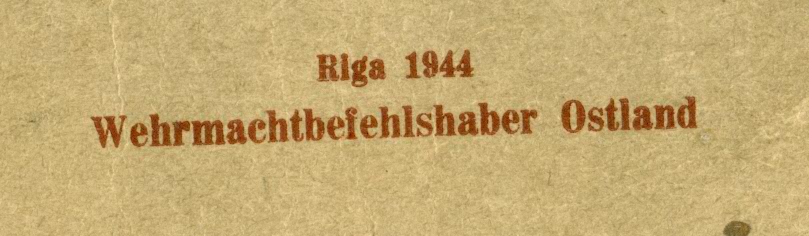 Riga 1944
Wehrmachtbefehlshaber Ostland